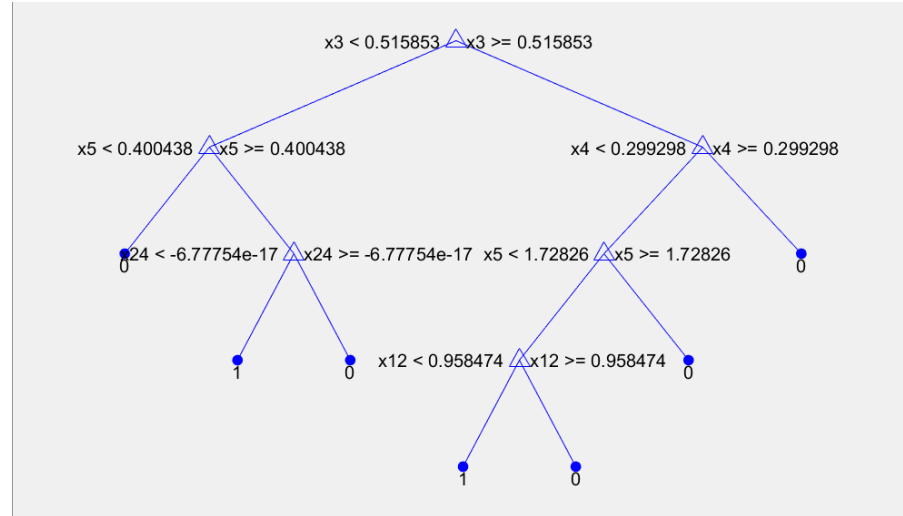 x3 < 0.515853 x3 >= 0.515853
x5 < 0.400438 x5 >= 0.400438 x4 < 0.299298 x4 >= 0.299298
0 x24 < -6.77754e-17 x24 >= -6.77754e-17 x5 < 1.72826 x5 >= 1.72826 0
1 0 x12 < 0.958474 x12 >= 0.958474 0
1 0